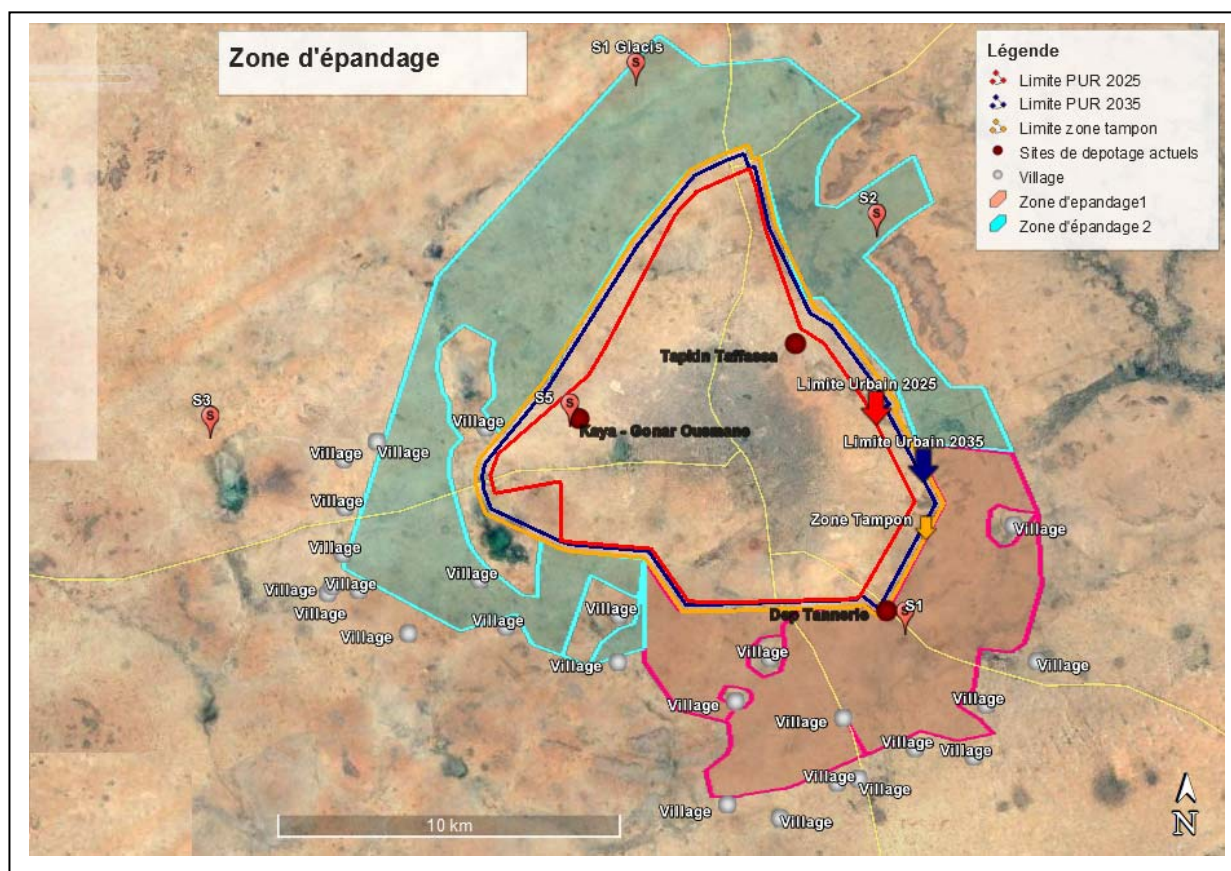 Zone d'épandage
S1 Glacis
Légende
Limite PUR 2025
Limite PUR 2035
Limite zone tampon
Sites de depotage actuels
Village
Zone d'epandage1
Zone d'épandage 2
S2
Tapkin Taffassa
Limite Urbain 2025
S3
S5
Village
Kaya - Gonar Ousmane
Limite Urbain 2035
Village
Village
Village
Zone Tampon
Village
Village
Village
Village
Village
Village
Village
Village
Dep Tannerie
S1
Village
Village
Village
Village
Village
Village
Village
Village
Village
Village
Village
Village
Village
10 km
N